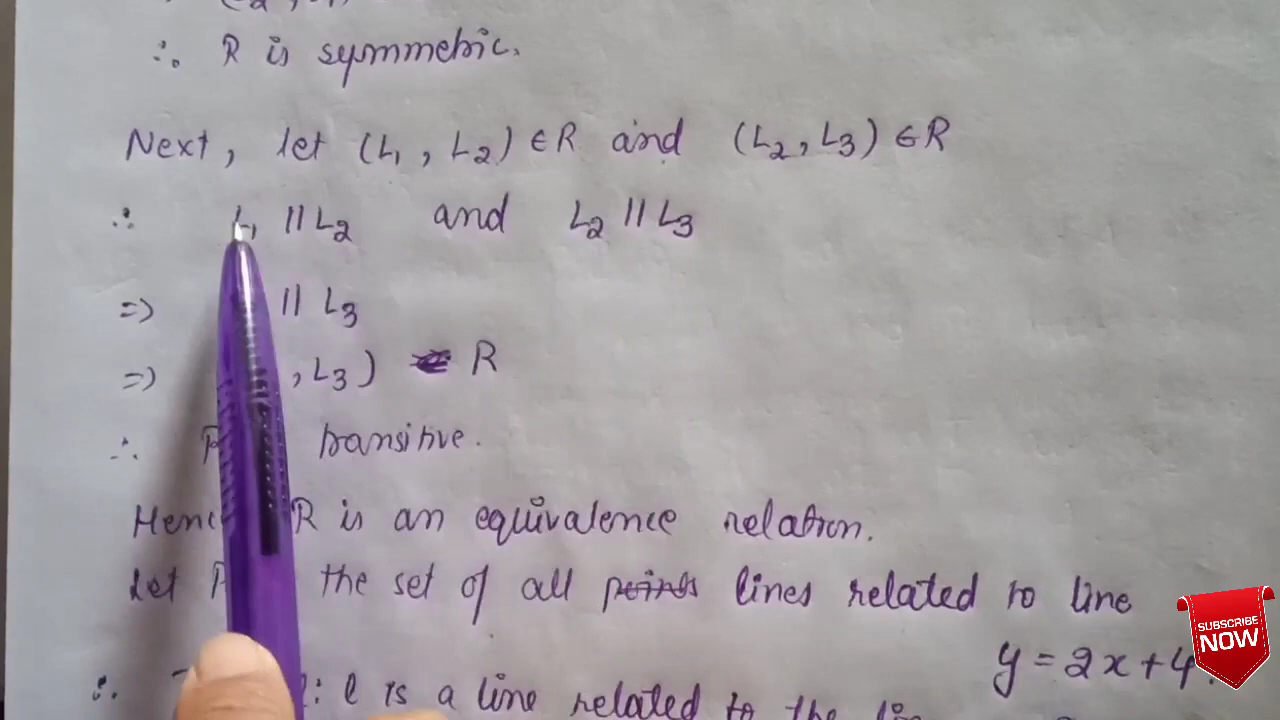 ∴ R is symmetric.
Next, let (L₁, L₂) ∈ R and (L₂, L₃) ∈ R
∴ L₁ || L₂ and L₂ || L₃
=> || L₃
=> , L₃) R
∴ transitive.
R is an equivalence relation.
Let the set of all points lines related to line
y = 2x + 4
: l is a line related to the
SUBSCRIBE
NOW